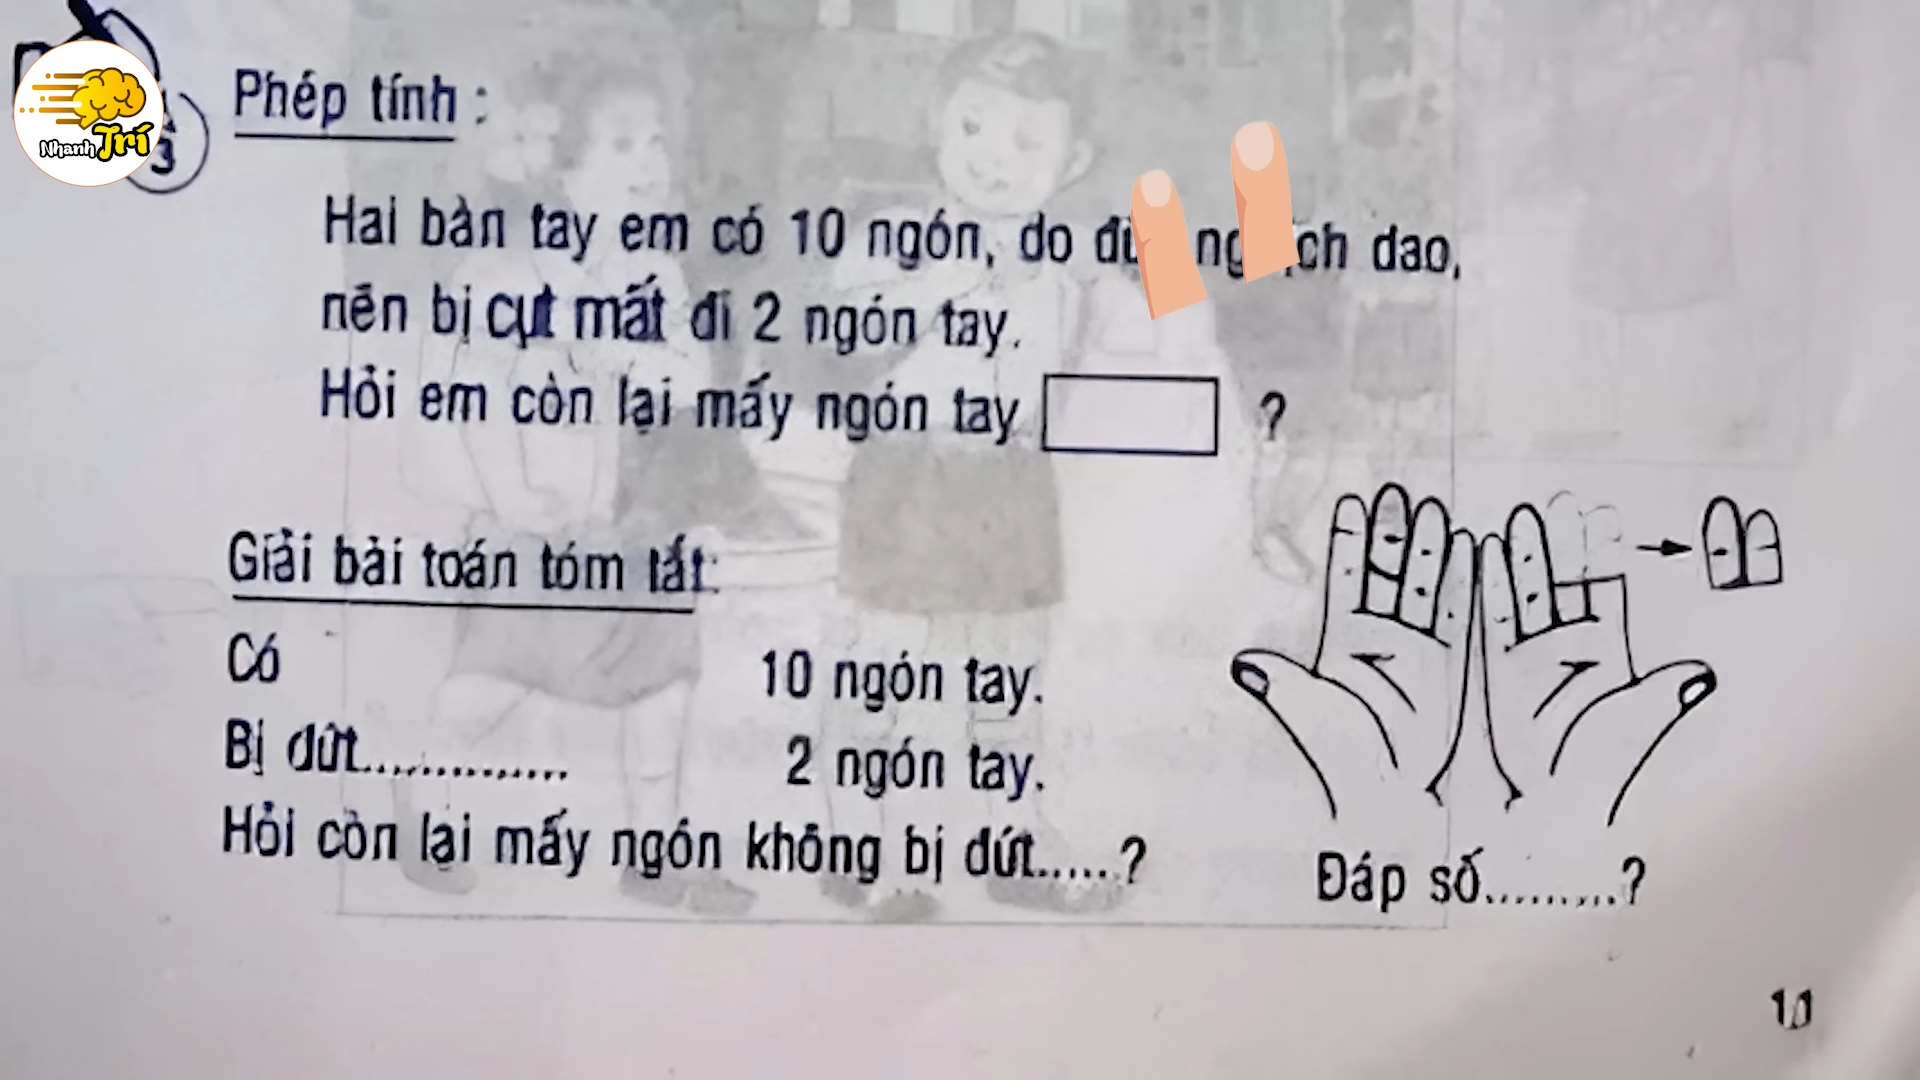 Nhanh Trí
3
Phép tính :
Hai bàn tay em có 10 ngón, do dao,
nên bị cụt mất đi 2 ngón tay.
Hỏi em còn lại mấy ngón tay ?
Giải bài toán tóm tắt:
Có 10 ngón tay.
Bị đứt.............. 2 ngón tay.
Hỏi còn lại mấy ngón không bị đứt.....?
Đáp số.........?